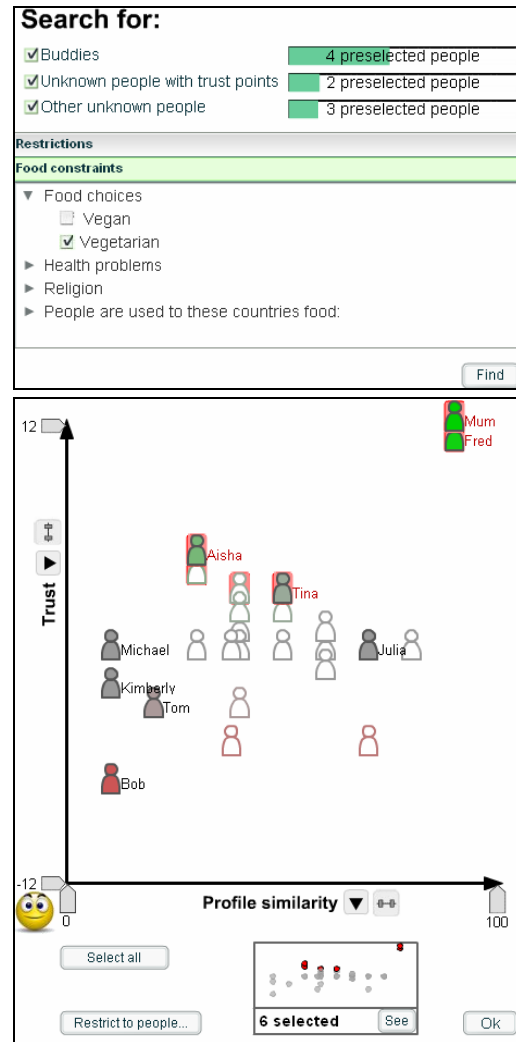 Search for:
Buddies
4 preselected people
Unknown people with trust points
2 preselected people
Other unknown people
3 preselected people
Restrictions
Food constraints
Food choices
Vegan
Vegetarian
Health problems
Religion
People are used to these countries food:
Find
12
Mum
Fred
Aisha
Tina
Trust
Michael
Julia
Kimberly
Tom
Bob
-12
Profile similarity
0
100
Select all
Restrict to people...
6 selected
See
Ok